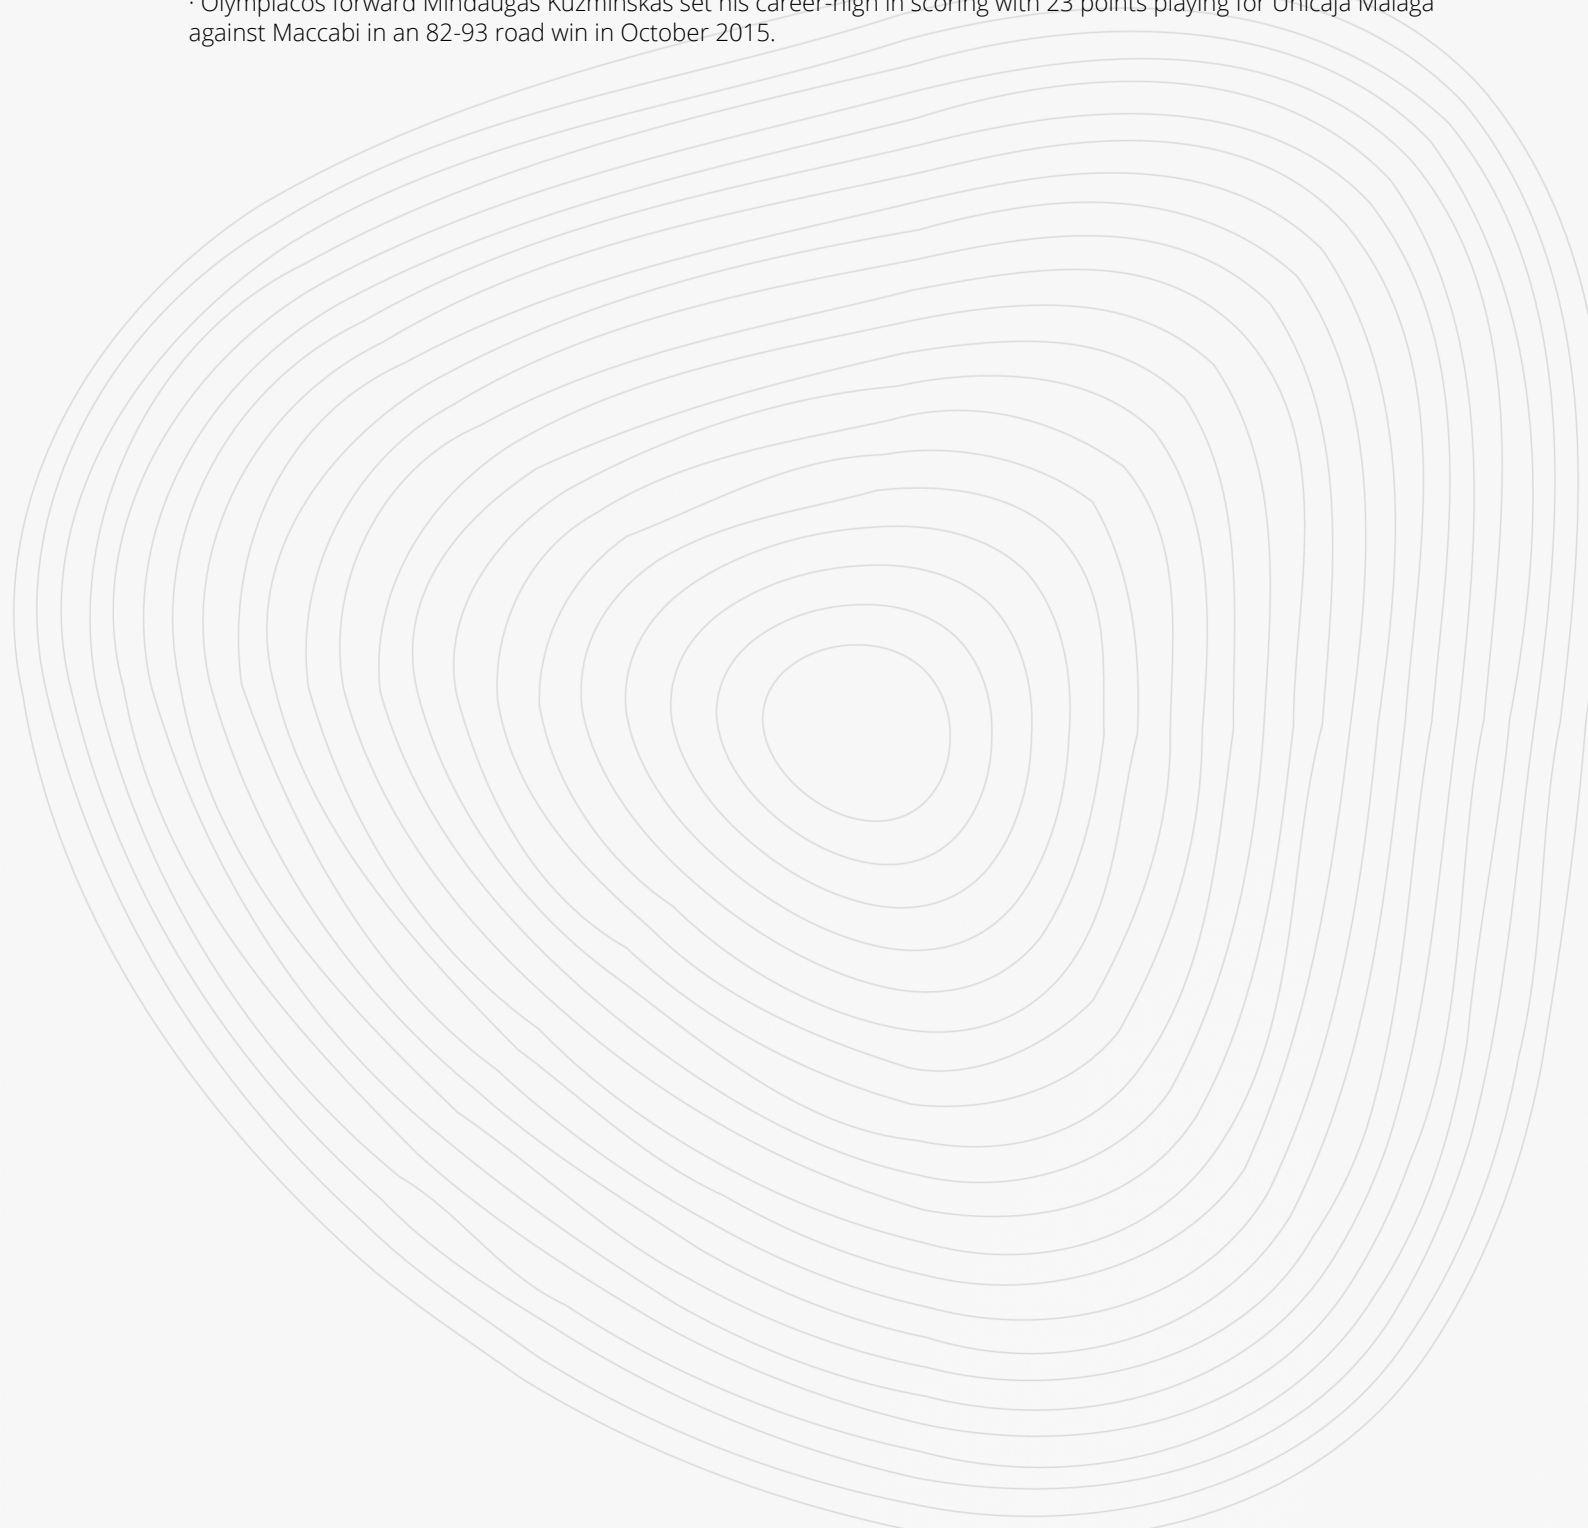 · Olympiacos forward Mindaugas Kuzminskas set his career-high in scoring with 23 points playing for Unicaja Malaga
against Maccabi in an 82-93 road win in October 2015.